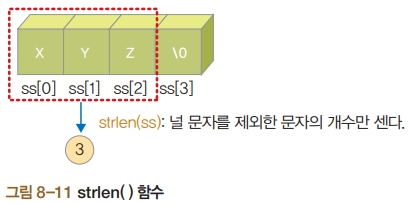 X Y Z \0
ss[0] ss[1] ss[2] ss[3]
strlen(ss): 널 문자를 제외한 문자의 개수만 센다.
3
그림 8-11 strlen( ) 함수